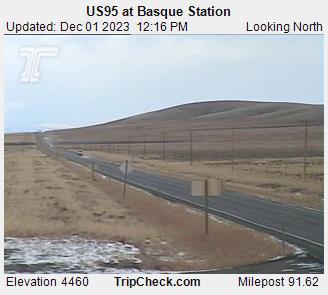 US95 at Basque Station
Updated: Dec 01 2023 12:16 PM Looking North
Elevation 4460 TripCheck.com Milepost 91.62